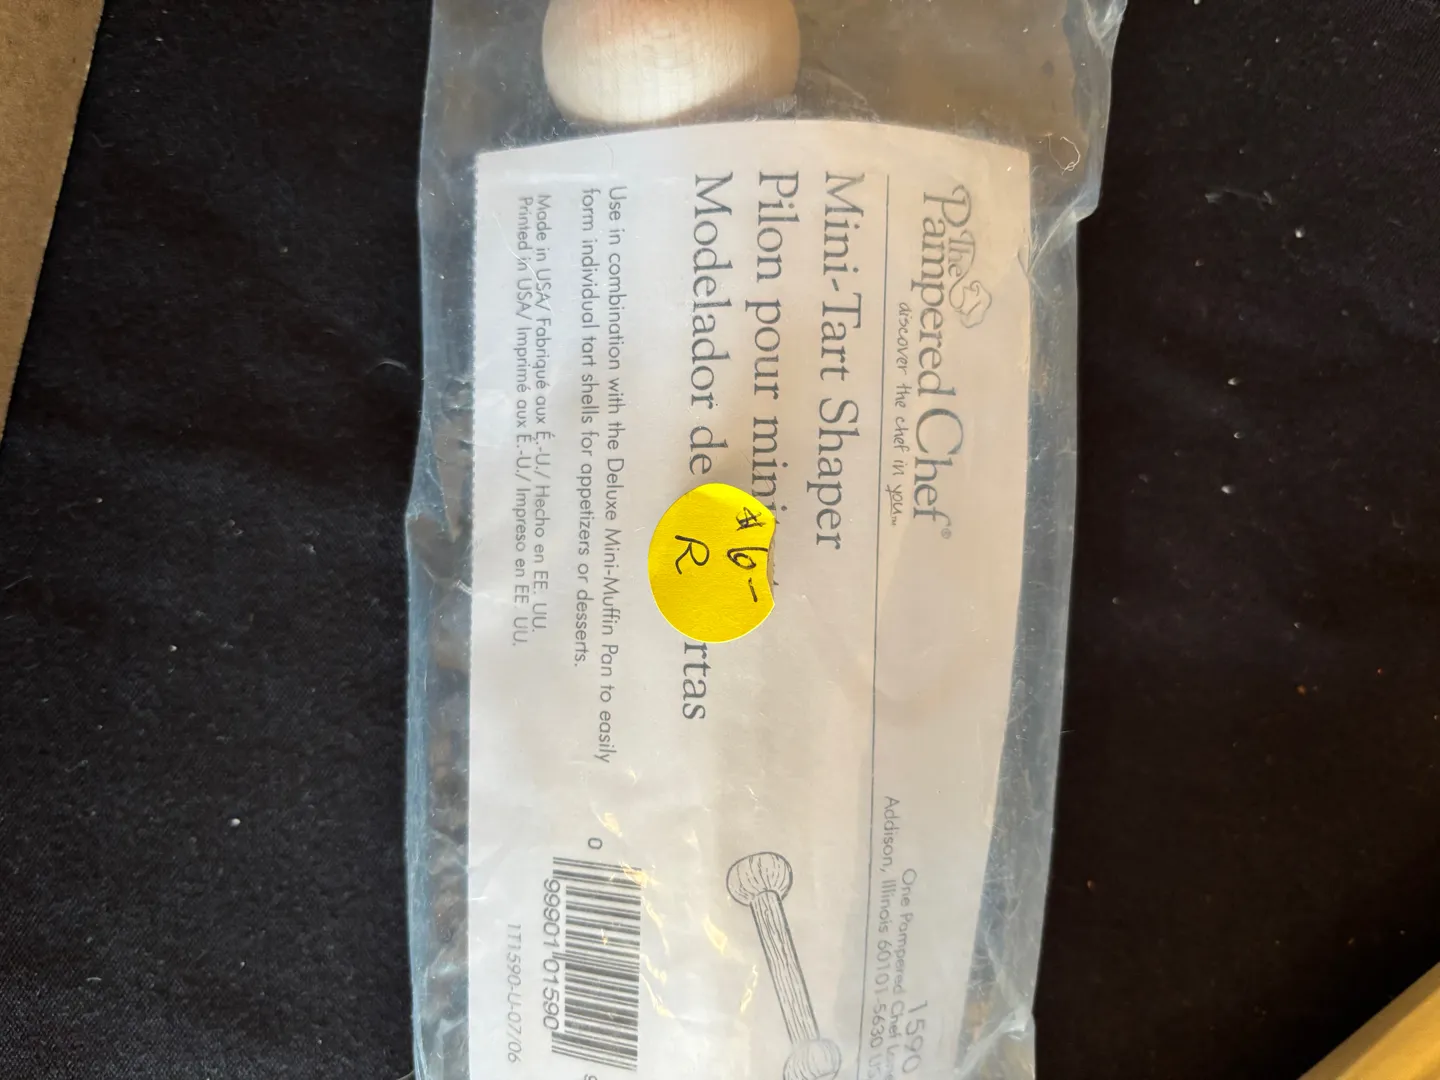 The
Pampered Chef®
discover the chef in you™
1590
One Pampered Chef
Addison, Illinois 60101-5630
Mini-Tart Shaper
Pilon pour mini
Modelador de
rtas
$6-
R
Use in combination with the Deluxe Mini-Muffin Pan to easily
form individual tart shells for appetizers or desserts.
Made in USA/ Fabriqué aux É.-U./ Hecho en EE. UU.
Printed in USA/ Imprimé aux É.-U./ Impreso en EE UU.
0 99901 01590
1T1590-U-07/06